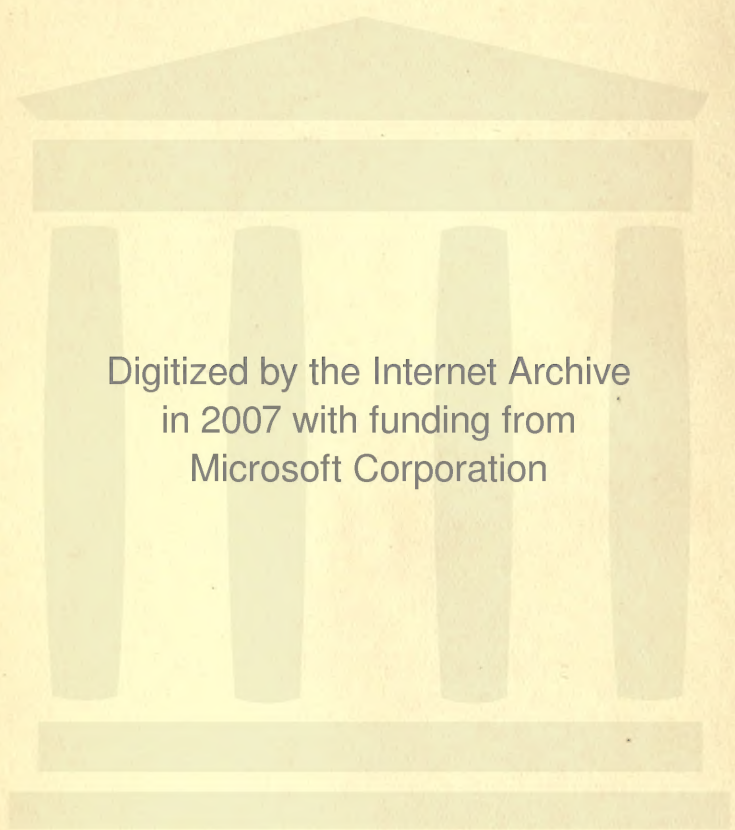 Digitized by the Internet Archive
in 2007 with funding from
Microsoft Corporation